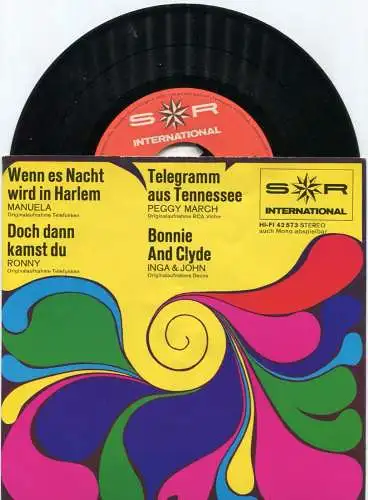 S R
INTERNATIONAL
Wenn es Nacht
wird in Harlem
MANUELA
Originalaufnahme Telefunken
Doch dann
kamst du
RONNY
Originalaufnahme Telefunken
Telegramm
aus Tennessee
PEGGY MARCH
Originalaufnahme RCA Victor
Bonnie
And Clyde
INGA & JOHN
Originalaufnahme Decca
S R
INTERNATIONAL
Hi-Fi 42 573 STEREO
auch Mono abspielbar